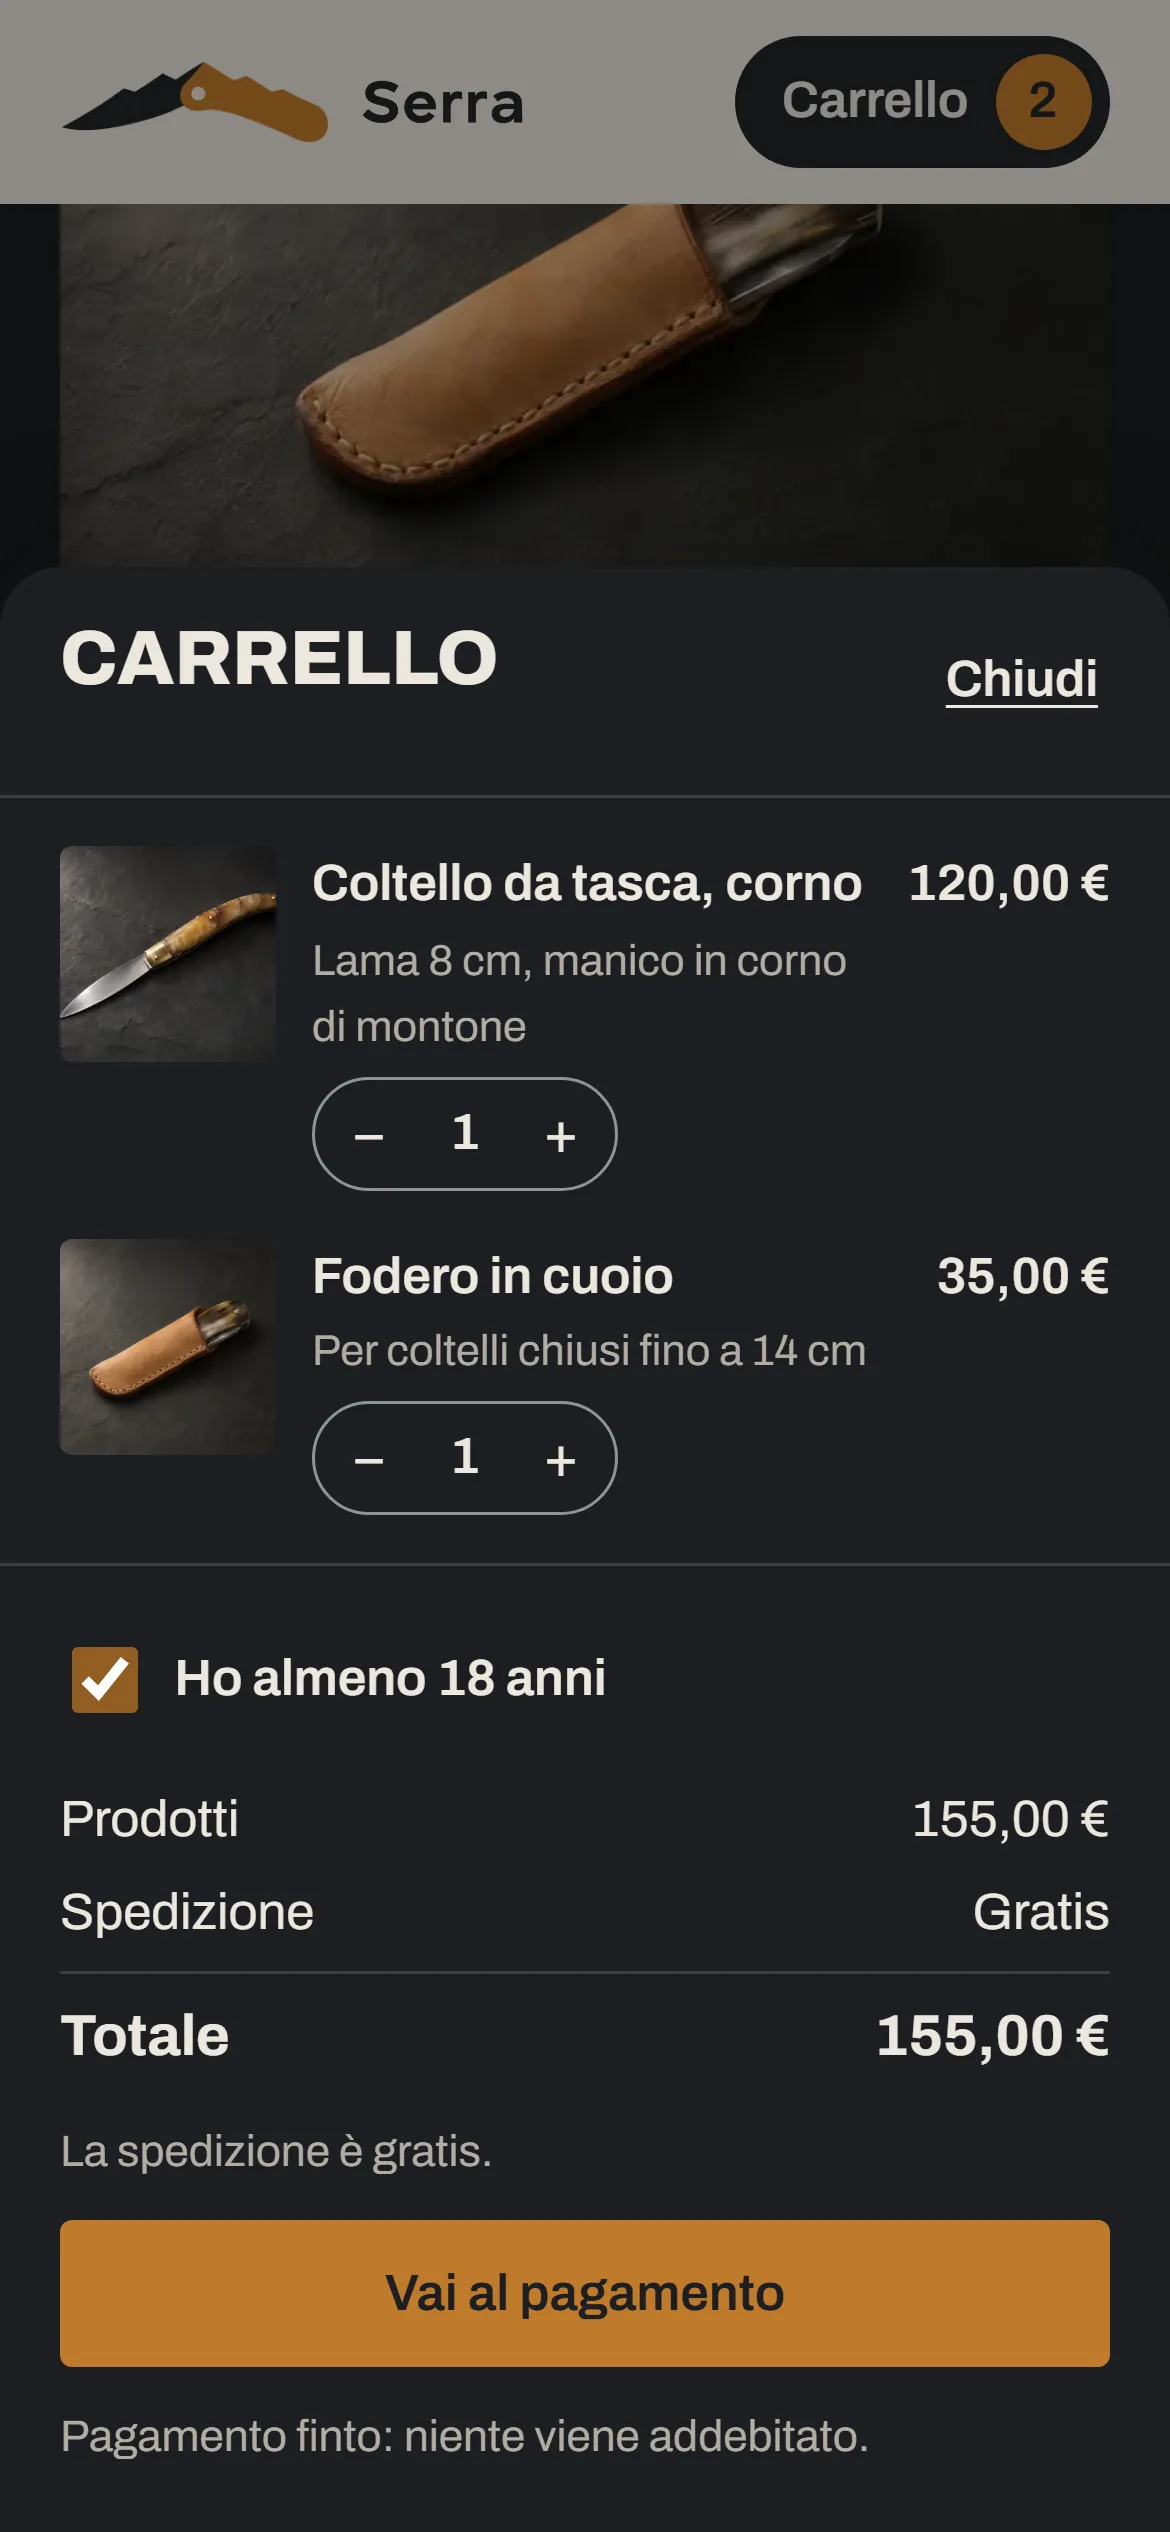 Serra
Carrello 2
CARRELLO
Chiudi
Coltello da tasca, corno 120,00 €
Lama 8 cm, manico in corno
di montone
− 1 +
Fodero in cuoio 35,00 €
Per coltelli chiusi fino a 14 cm
− 1 +
Ho almeno 18 anni
Prodotti 155,00 €
Spedizione Gratis
Totale 155,00 €
La spedizione è gratis.
Vai al pagamento
Pagamento finto: niente viene addebitato.